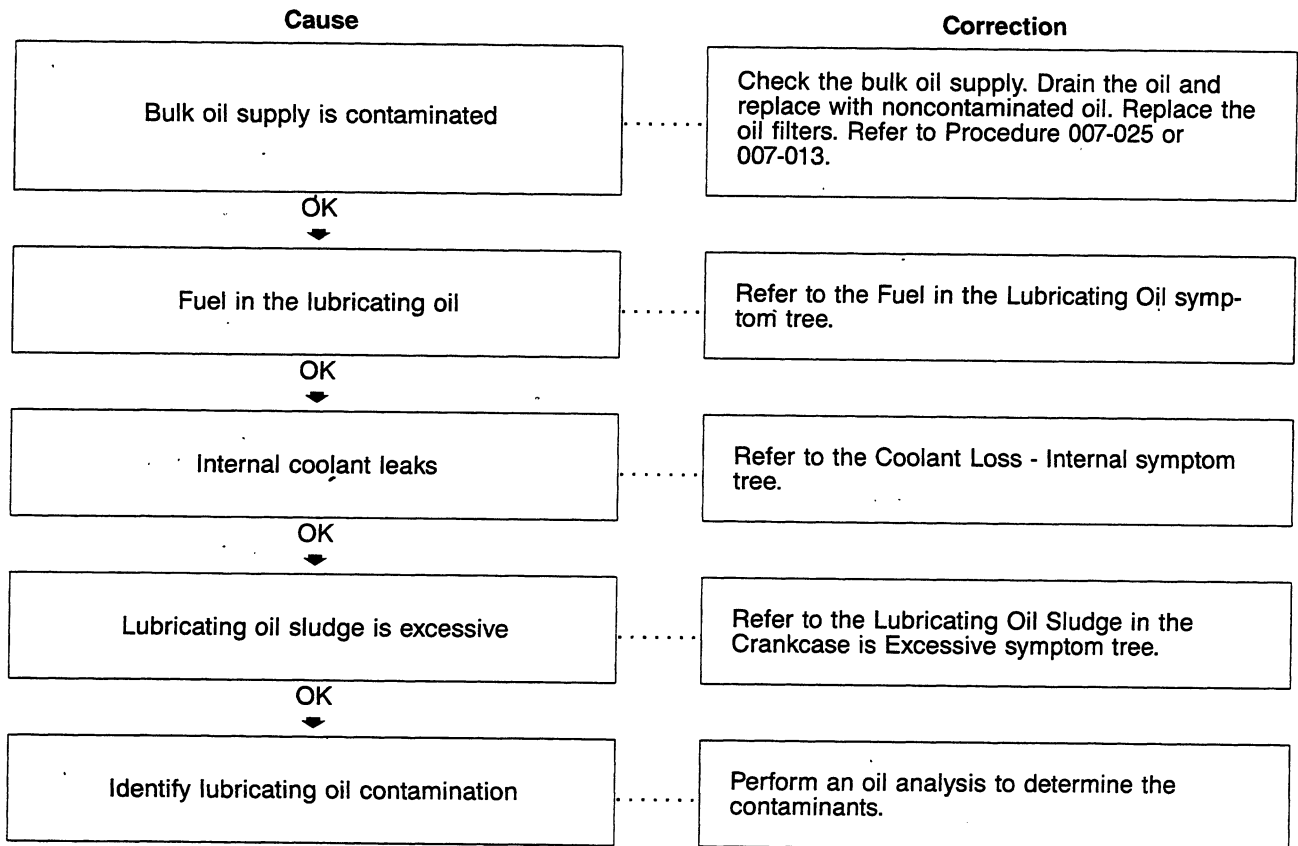 Cause
Correction
Bulk oil supply is contaminated
Check the bulk oil supply. Drain the oil and
replace with noncontaminated oil. Replace the
oil filters. Refer to Procedure 007-025 or
007-013.
OK
Fuel in the lubricating oil
Refer to the Fuel in the Lubricating Oil symp-
tom tree.
OK
Internal coolant leaks
Refer to the Coolant Loss - Internal symptom
tree.
OK
Lubricating oil sludge is excessive
Refer to the Lubricating Oil Sludge in the
Crankcase is Excessive symptom tree.
OK
Identify lubricating oil contamination
Perform an oil analysis to determine the
contaminants.